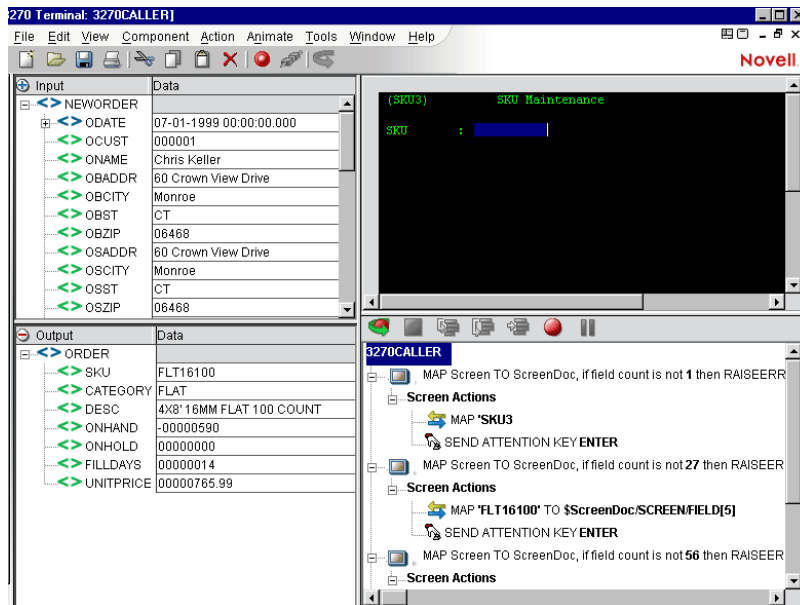 3270 Terminal: 3270CALLER]
File Edit View Component Action Animate Tools Window Help
Novell
Input Data
NEWORDER
ODATE 07-01-1999 00:00:00.000
OCUST 000001
ONAME Chris Keller
OBADDR 60 Crown View Drive
OBCITY Monroe
OBST CT
OBZIP 06468
OSADDR 60 Crown View Drive
OSCITY Monroe
OSST CT
OSZIP 06468
(SKU3) SKU Maintenance
SKU :
Output Data
ORDER
SKU FLT16100
CATEGORY FLAT
DESC 4X8' 16MM FLAT 100 COUNT
ONHAND -00000590
ONHOLD 00000000
FILLDAYS 00000014
UNITPRICE 00000765.99
3270CALLER
MAP Screen TO ScreenDoc, if field count is not 1 then RAISEERR
Screen Actions
MAP 'SKU3
SEND ATTENTION KEY ENTER
MAP Screen TO ScreenDoc, if field count is not 27 then RAISEER
Screen Actions
MAP 'FLT16100' TO $ScreenDoc/SCREEN/FIELD[5]
SEND ATTENTION KEY ENTER
MAP Screen TO ScreenDoc, if field count is not 56 then RAISEER
Screen Actions